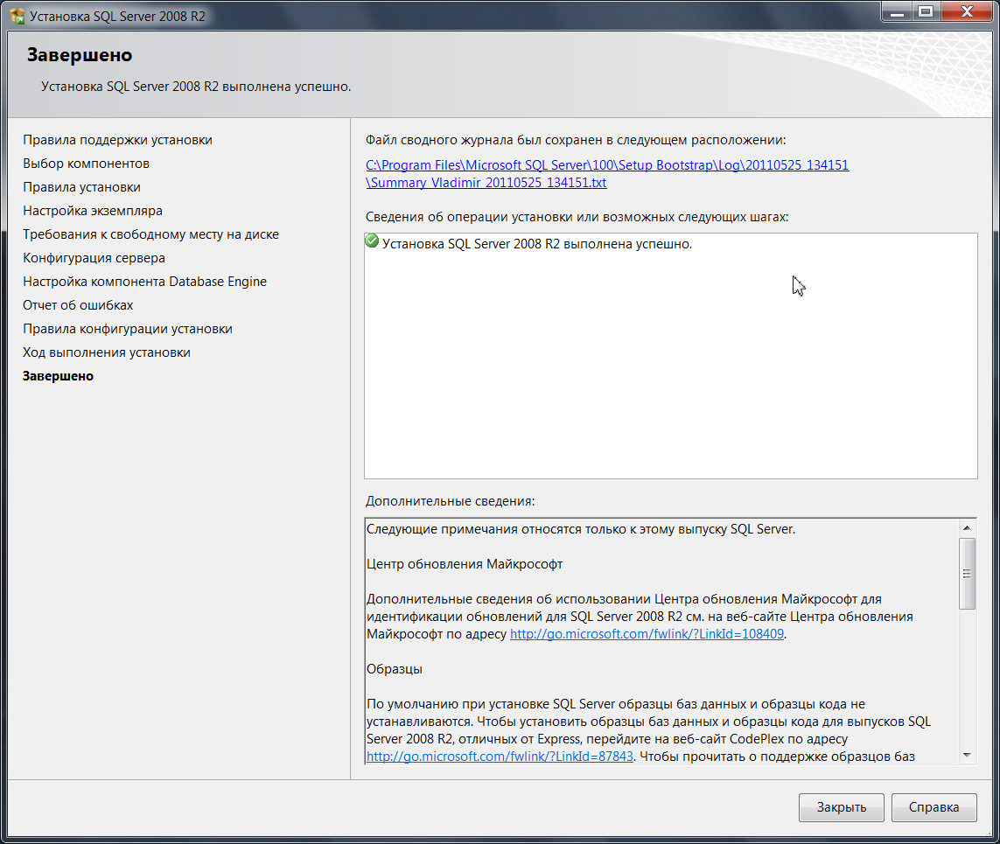 Установка SQL Server 2008 R2
Завершено
Установка SQL Server 2008 R2 выполнена успешно.
Правила поддержки установки
Выбор компонентов
Правила установки
Настройка экземпляра
Требования к свободному месту на диске
Конфигурация сервера
Настройка компонента Database Engine
Отчет об ошибках
Правила конфигурации установки
Ход выполнения установки
Завершено
Файл сводного журнала был сохранен в следующем расположении:
C:\Program Files\Microsoft SQL Server\100\Setup Bootstrap\Log\20110525_134151
\Summary_Vladimir_20110525_134151.txt
Сведения об операции установки или возможных следующих шагах:
Установка SQL Server 2008 R2 выполнена успешно.
Дополнительные сведения:
Следующие примечания относятся только к этому выпуску SQL Server.
Центр обновления Майкрософт
Дополнительные сведения об использовании Центра обновления Майкрософт для
идентификации обновлений для SQL Server 2008 R2 см. на веб-сайте Центра обновления
Майкрософт по адресу http://go.microsoft.com/fwlink/?LinkId=108409.
Образцы
По умолчанию при установке SQL Server образцы баз данных и образцы кода не
устанавливаются. Чтобы установить образцы баз данных и образцы кода для выпусков SQL
Server 2008 R2, отличных от Express, перейдите на веб-сайт CodePlex по адресу
http://go.microsoft.com/fwlink/?LinkId=87843. Чтобы прочитать о поддержке образцов баз
Закрыть
Справка